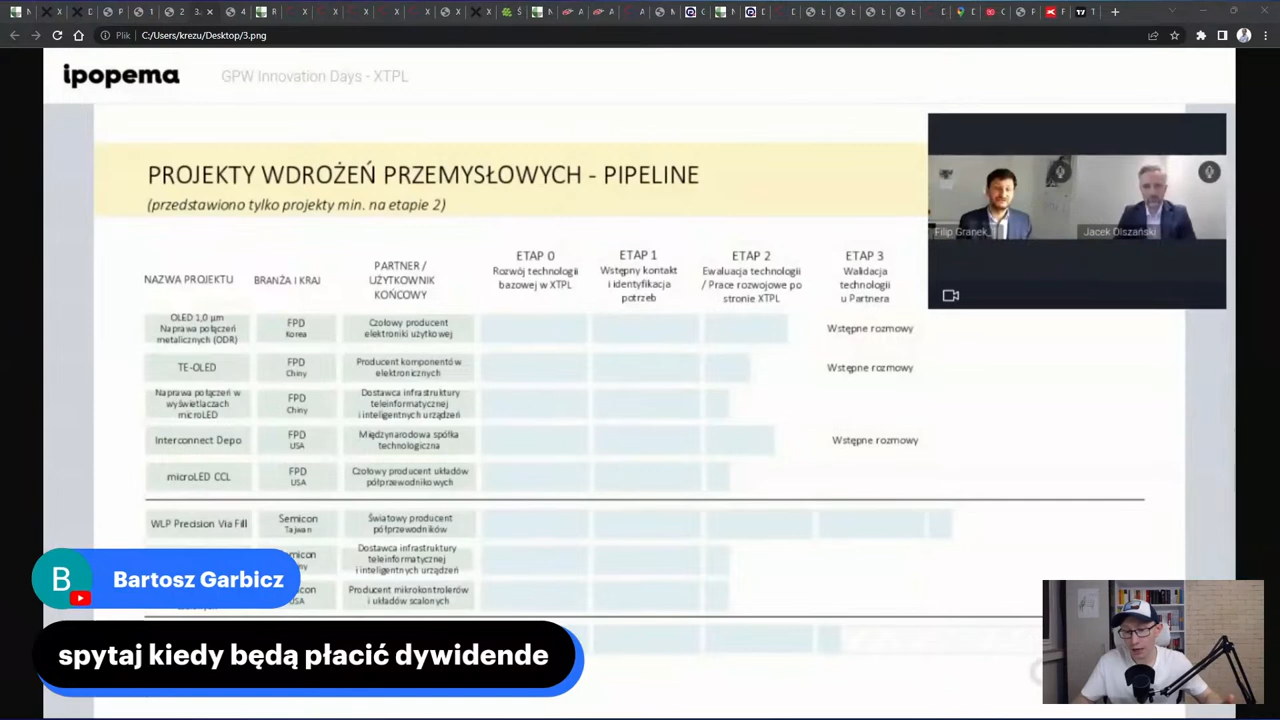 Plik
C:/Users/krezu/Desktop/3.png
ipopema
GPW Innovation Days - XTPL
PROJEKTY WDROŻEŃ PRZEMYSŁOWYCH - PIPELINE
(przedstawiono tylko projekty min. na etapie 2)
Filip Granek
Jacek Olszański
NAZWA PROJEKTU
BRANŻA I KRAJ
PARTNER /
UŻYTKOWNIK
KOŃCOWY
ETAP 0
Rozwój technologii
bazowej w XTPL
ETAP 1
Wstępny kontakt
i identyfikacja
potrzeb
ETAP 2
Ewaluacja technologii
/ Prace rozwojowe po
stronie XTPL
ETAP 3
Walidacja
technologii
u Partnera
OLED 1,0 µm
Naprawa połączeń
metalicznych (ODR)
FPD
Korea
Czołowy producent
elektroniki użytkowej
Wstępne rozmowy
TE-OLED
FPD
Chiny
Producent komponentów
elektronicznych
Wstępne rozmowy
Naprawa połączeń w
wyświetlaczach
microLED
FPD
Chiny
Dostawca infrastruktury
teleinformatycznej
i inteligentnych urządzeń
Interconnect Depo
FPD
USA
Międzynarodowa spółka
technologiczna
Wstępne rozmowy
microLED CCL
FPD
USA
Czołowy producent układów
półprzewodnikowych
WLP Precision Via Fill
Semicon
Tajwan
Światowy producent
półprzewodników
Dostawca infrastruktury
teleinformatycznej
i inteligentnych urządzeń
Producent mikrokontrolerów
i układów scalonych
B
Bartosz Garbicz
spytaj kiedy będą płacić dywidende